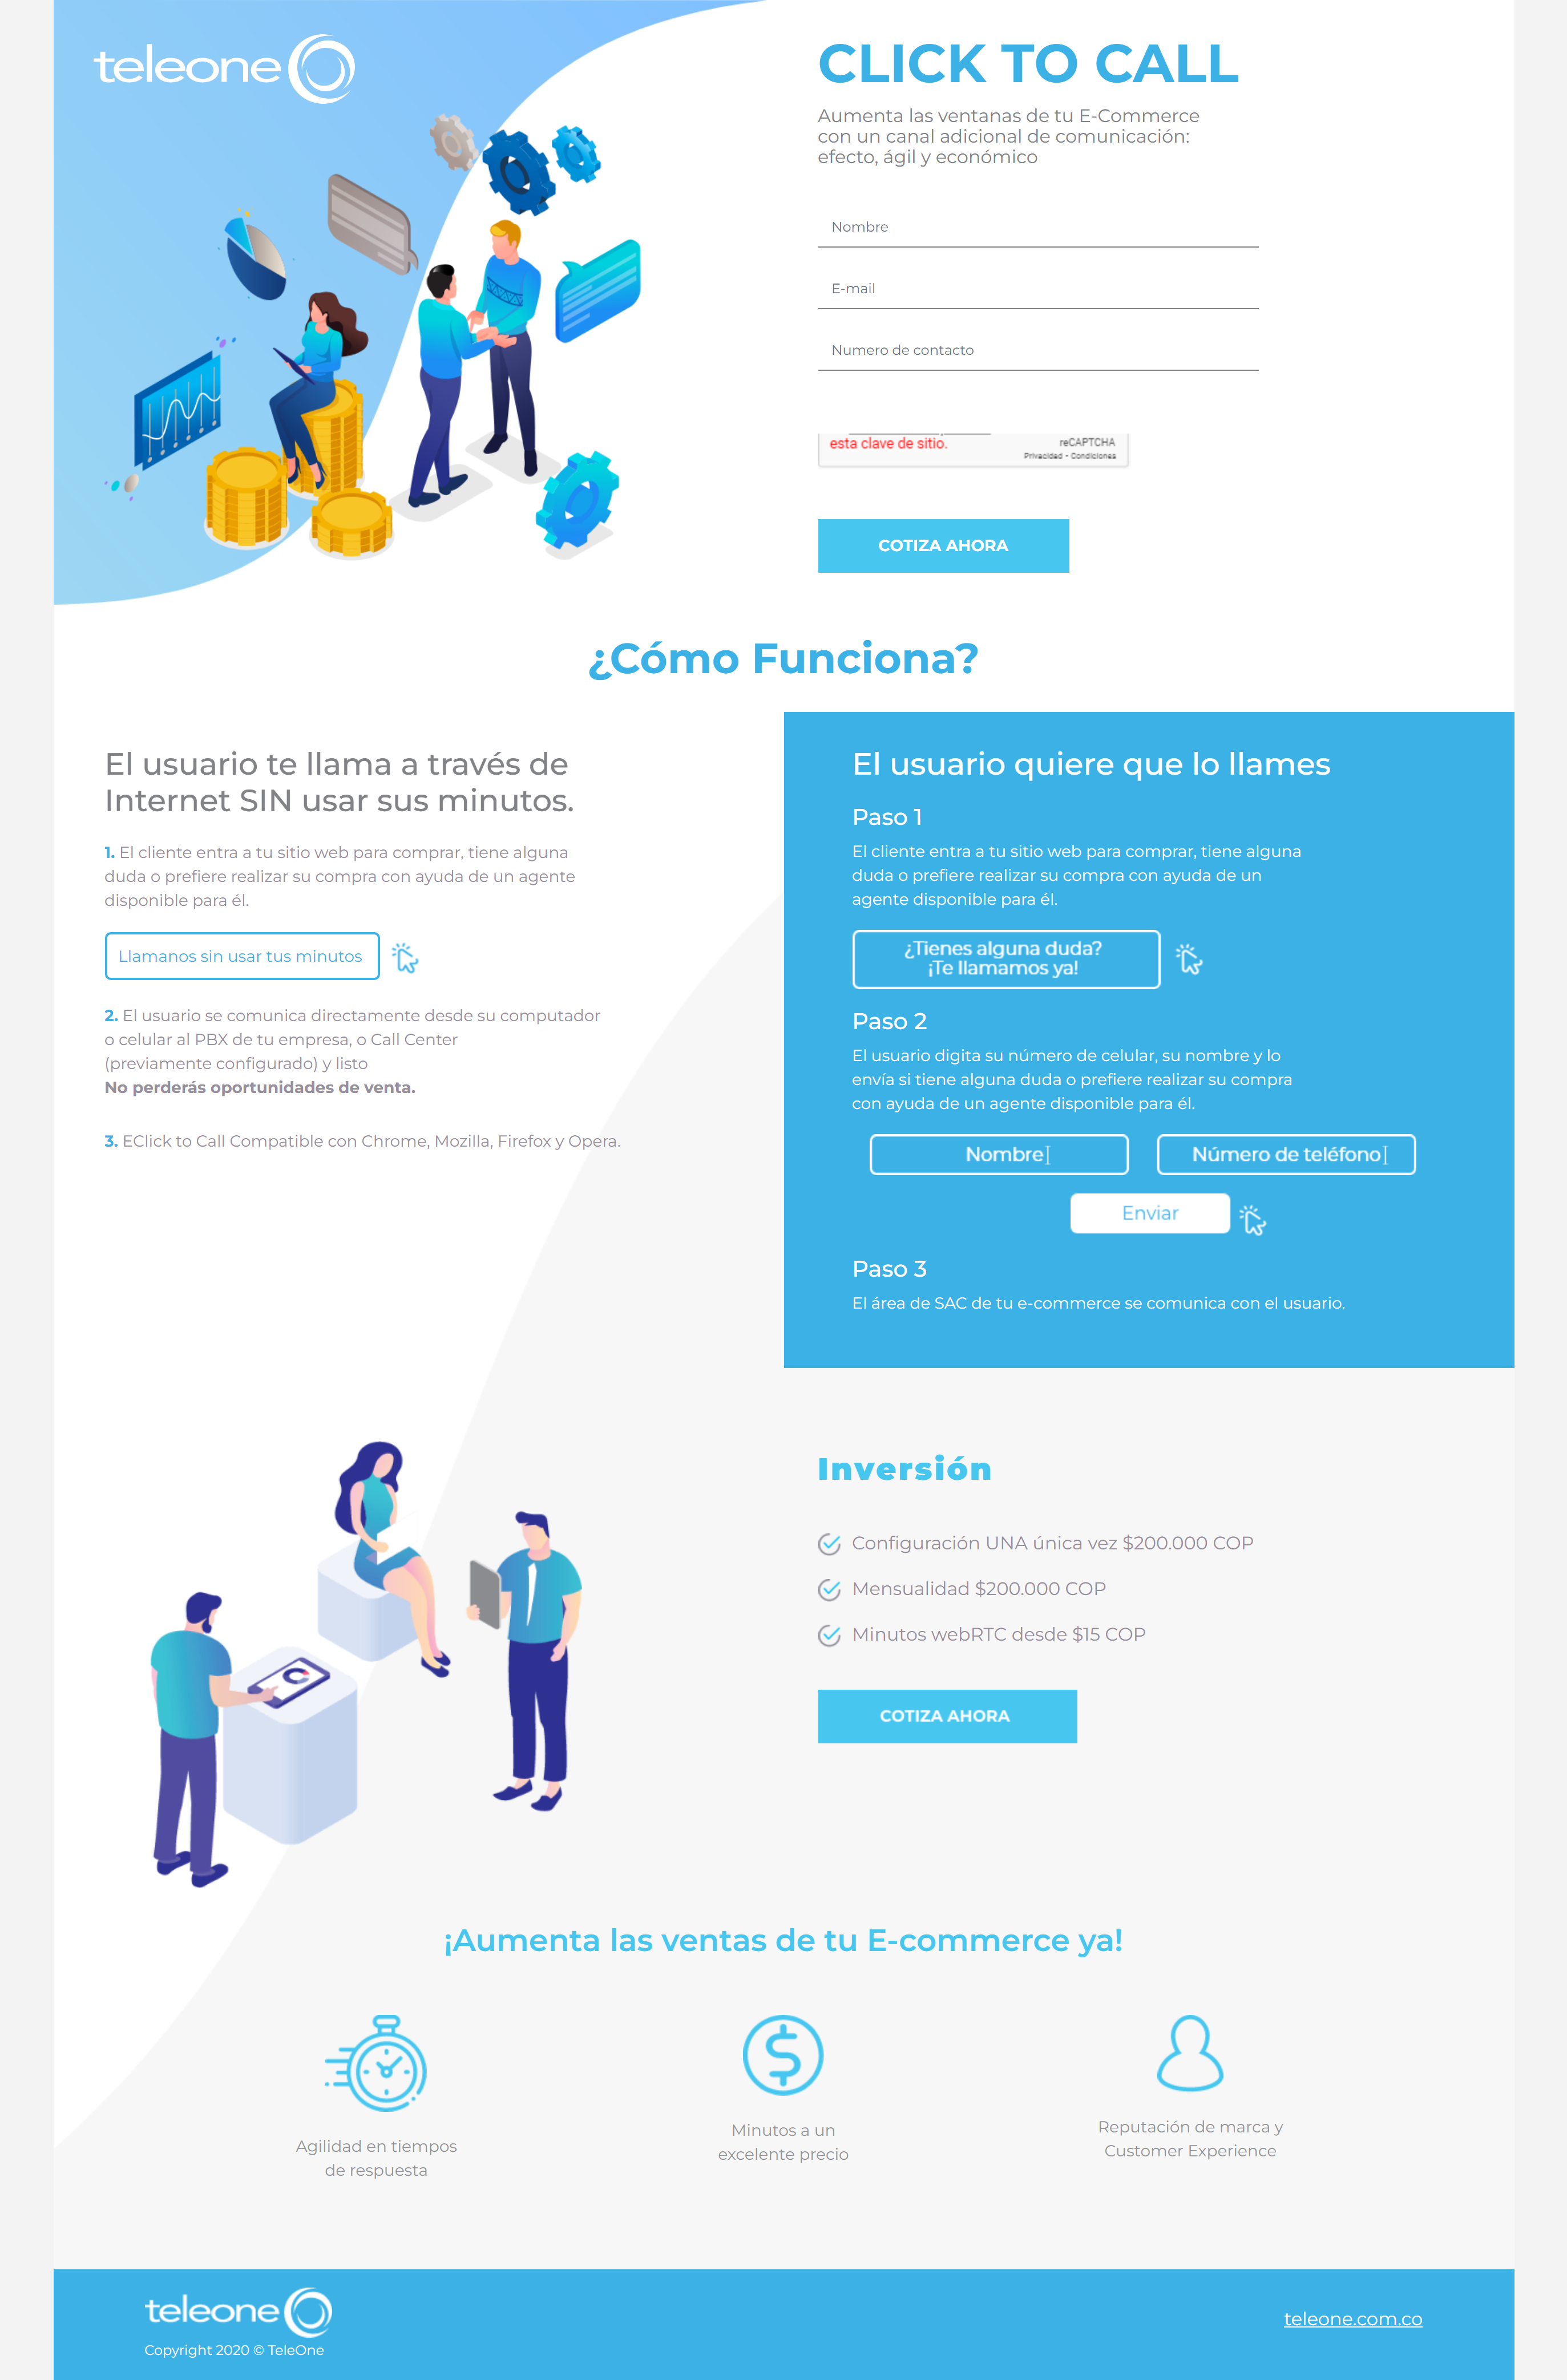 teleone
CLICK TO CALL
Aumenta las ventanas de tu E-Commerce
con un canal adicional de comunicación:
efecto, ágil y económico
Nombre
E-mail
Numero de contacto
esta clave de sitio.
reCAPTCHA
Privacidad - Condiciones
COTIZA AHORA
¿Cómo Funciona?
El usuario te llama a través de
Internet SIN usar sus minutos.
1. El cliente entra a tu sitio web para comprar, tiene alguna
duda o prefiere realizar su compra con ayuda de un agente
disponible para él.
Llamanos sin usar tus minutos
2. El usuario se comunica directamente desde su computador
o celular al PBX de tu empresa, o Call Center
(previamente configurado) y listo
No perderás oportunidades de venta.
3. EClick to Call Compatible con Chrome, Mozilla, Firefox y Opera.
El usuario quiere que lo llames
Paso 1
El cliente entra a tu sitio web para comprar, tiene alguna
duda o prefiere realizar su compra con ayuda de un
agente disponible para él.
¿Tienes alguna duda?
¡Te llamamos ya!
Paso 2
El usuario digita su número de celular, su nombre y lo
envía si tiene alguna duda o prefiere realizar su compra
con ayuda de un agente disponible para él.
Nombre
Número de teléfono
Enviar
Paso 3
El área de SAC de tu e-commerce se comunica con el usuario.
Inversión
Configuración UNA única vez $200.000 COP
Mensualidad $200.000 COP
Minutos webRTC desde $15 COP
COTIZA AHORA
¡Aumenta las ventas de tu E-commerce ya!
Agilidad en tiempos
de respuesta
Minutos a un
excelente precio
Reputación de marca y
Customer Experience
teleone
Copyright 2020 © TeleOne
teleone.com.co